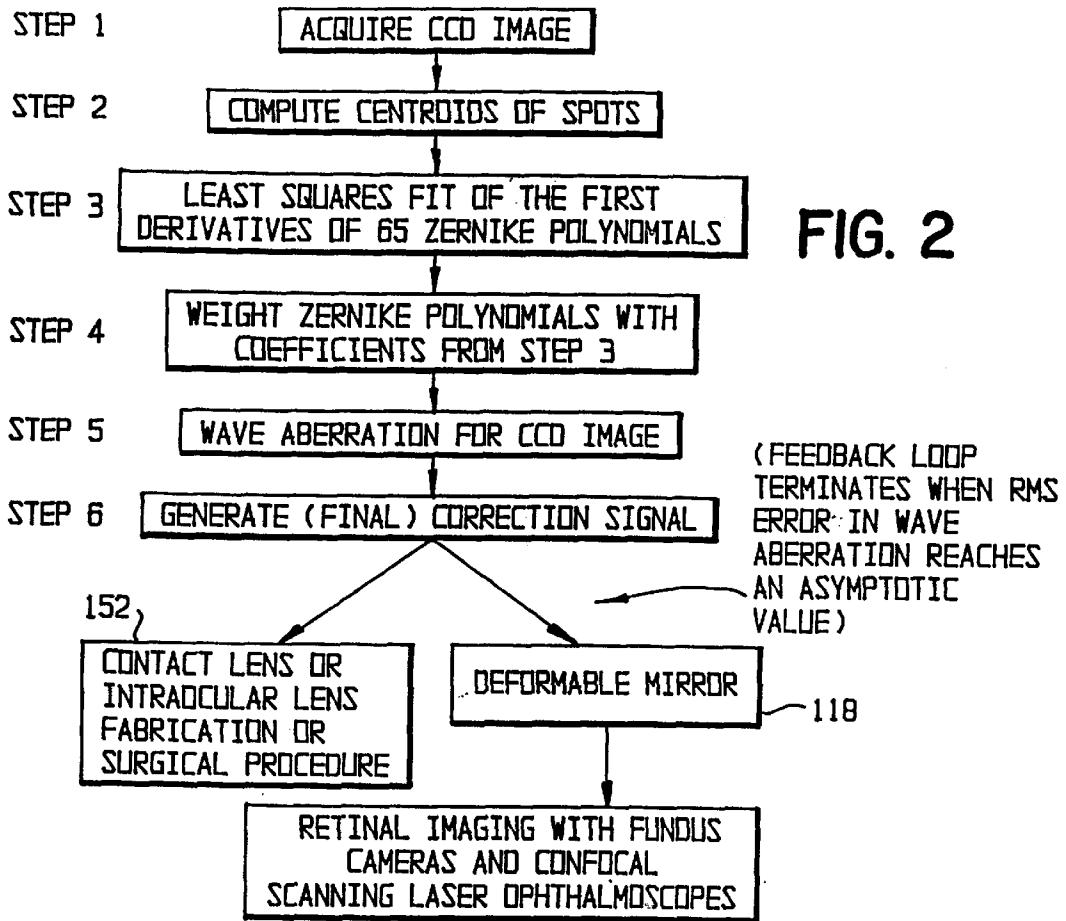 STEP 1
ACQUIRE CCD IMAGE
STEP 2
COMPUTE CENTROIDS OF SPOTS
STEP 3
LEAST SQUARES FIT OF THE FIRST
DERIVATIVES OF 65 ZERNIKE POLYNOMIALS
FIG. 2
STEP 4
WEIGHT ZERNIKE POLYNOMIALS WITH
COEFFICIENTS FROM STEP 3
STEP 5
WAVE ABERRATION FOR CCD IMAGE
STEP 6
GENERATE (FINAL) CORRECTION SIGNAL
(FEEDBACK LOOP
TERMINATES WHEN RMS
ERROR IN WAVE
ABERRATION REACHES
AN ASYMPTOTIC
VALUE)
152
CONTACT LENS OR
INTRAOCULAR LENS
FABRICATION OR
SURGICAL PROCEDURE
DEFORMABLE MIRROR
118
RETINAL IMAGING WITH FUNDUS
CAMERAS AND CONFOCAL
SCANNING LASER OPHTHALMOSCOPES